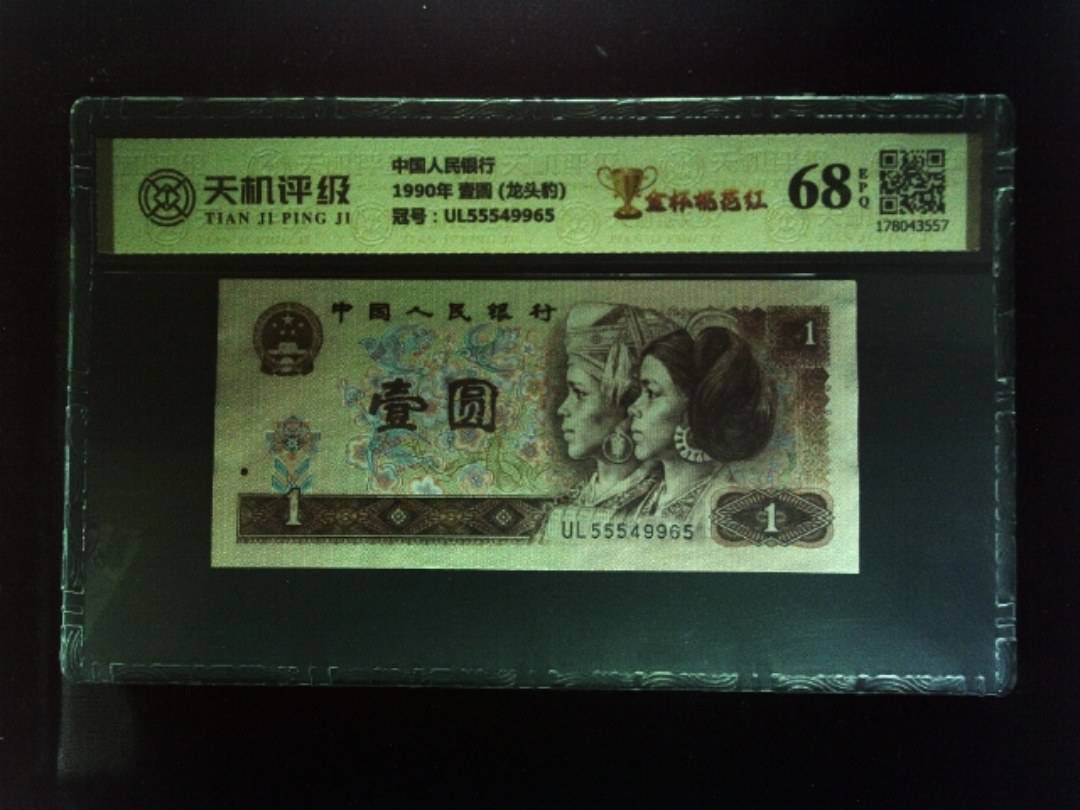 天机评级
TIAN JI PING JI
中国人民银行
1990年 壹圆 (龙头豹)
冠号：UL55549965
金杯桃花红
68
EPQ
178043557
中国人民银行
1
壹圆
1
UL55549965
1